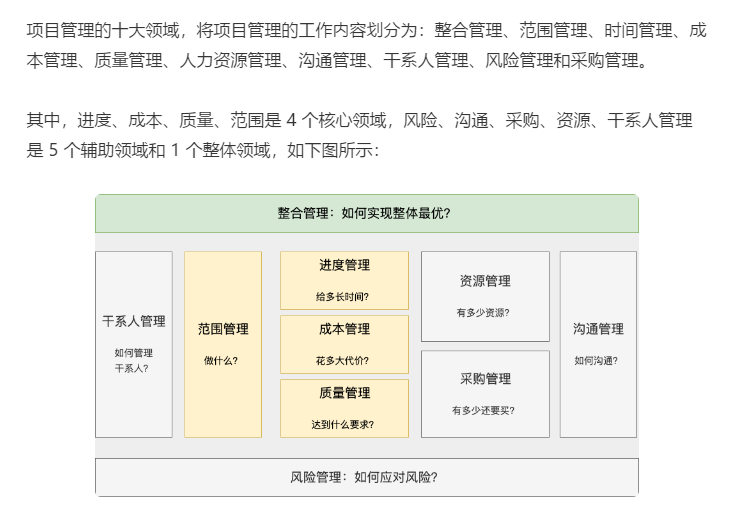 项目管理的十大领域，将项目管理的工作内容划分为：整合管理、范围管理、时间管理、成
本管理、质量管理、人力资源管理、沟通管理、干系人管理、风险管理和采购管理。
其中，进度、成本、质量、范围是 4 个核心领域，风险、沟通、采购、资源、干系人管理
是 5 个辅助领域和 1 个整体领域，如下图所示：
整合管理：如何实现整体最优？
干系人管理
如何管理
干系人？
范围管理
做什么？
进度管理
给多长时间？
成本管理
花多大代价？
质量管理
达到什么要求？
资源管理
有多少资源？
采购管理
有多少还要买？
沟通管理
如何沟通？
风险管理：如何应对风险？